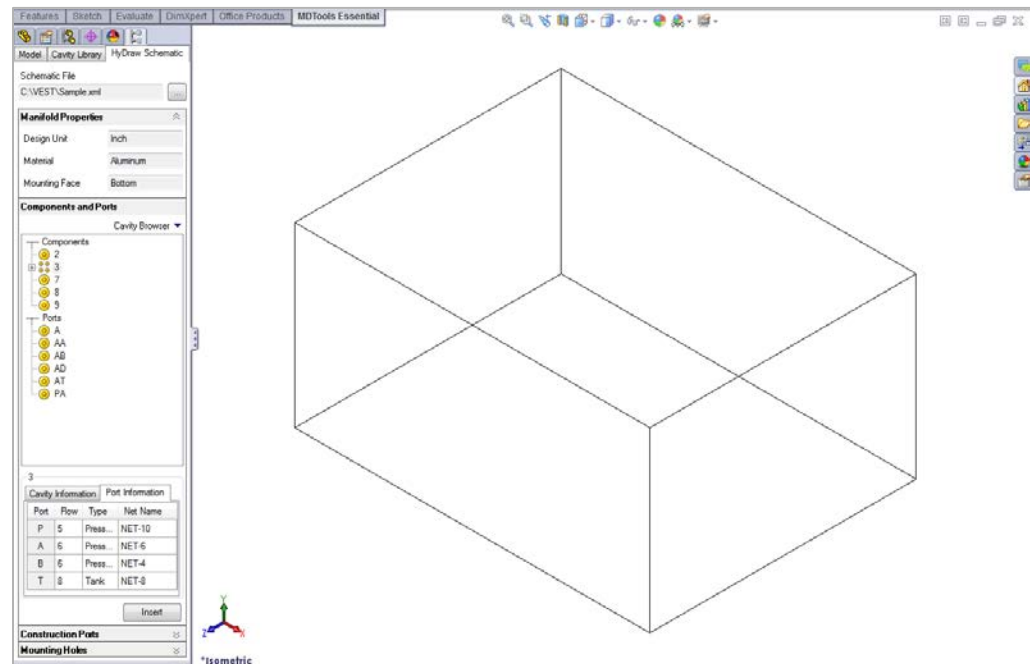 Features Sketch Evaluate DimXpert Office Products MDTools Essential
Model Cavity Library HyDraw Schematic
Schematic File
C:\VEST\Sample.xml ...
Manifold Properties
Design Unit Inch
Material Aluminum
Mounting Face Bottom
Components and Ports
Cavity Browser
Components
2
3
7
8
9
Ports
A
AA
AB
AD
AT
PA
3
Cavity Information Port Information
Port Flow Type Net Name
P 5 Press... NET-10
A 6 Press... NET-6
B 6 Press... NET-4
T 8 Tank NET-8
Insert
Construction Ports
Mounting Holes
Y
Z X
*Isometric